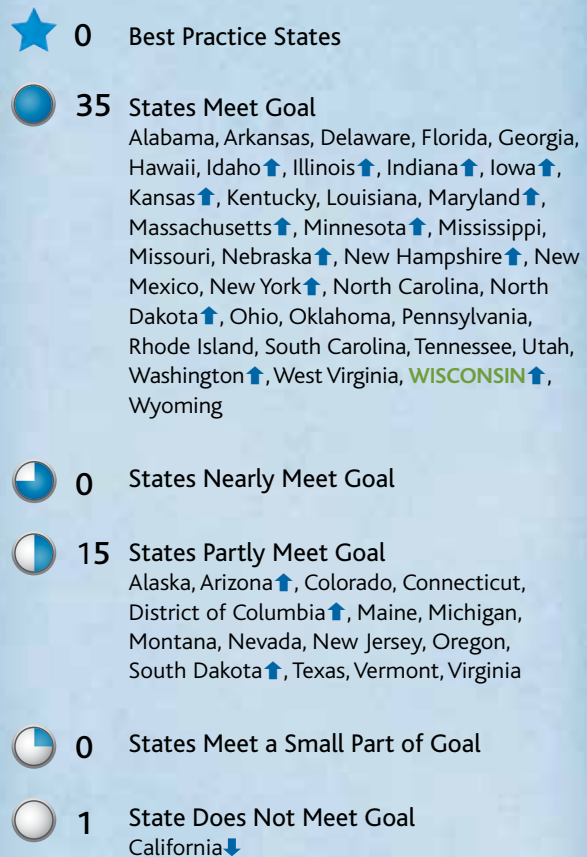 0 Best Practice States
35 States Meet Goal
Alabama, Arkansas, Delaware, Florida, Georgia,
Hawaii, Idaho⬆, Illinois⬆, Indiana⬆, Iowa⬆,
Kansas⬆, Kentucky, Louisiana, Maryland⬆,
Massachusetts⬆, Minnesota⬆, Mississippi,
Missouri, Nebraska⬆, New Hampshire⬆, New
Mexico, New York⬆, North Carolina, North
Dakota⬆, Ohio, Oklahoma, Pennsylvania,
Rhode Island, South Carolina, Tennessee, Utah,
Washington⬆, West Virginia, WISCONSIN⬆,
Wyoming
0 States Nearly Meet Goal
15 States Partly Meet Goal
Alaska, Arizona⬆, Colorado, Connecticut,
District of Columbia⬆, Maine, Michigan,
Montana, Nevada, New Jersey, Oregon,
South Dakota⬆, Texas, Vermont, Virginia
0 States Meet a Small Part of Goal
1 State Does Not Meet Goal
California⬇